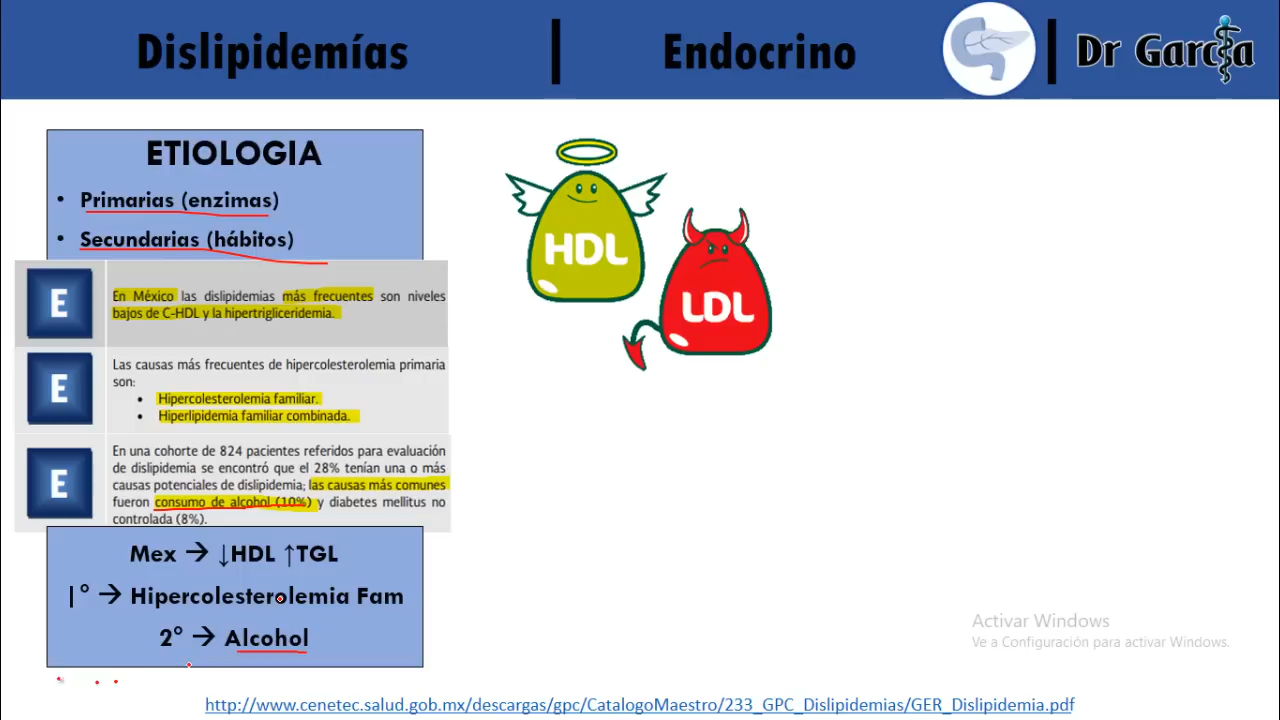 Dislipidemías | Endocrino | Dr García
ETIOLOGIA
• Primarias (enzimas)
• Secundarias (hábitos)
E
En México las dislipidemias más frecuentes son niveles
bajos de C-HDL y la hipertrigliceridemia.
E
Las causas más frecuentes de hipercolesterolemia primaria
son:
• Hipercolesterolemia familiar.
• Hiperlipidemia familiar combinada.
E
En una cohorte de 824 pacientes referidos para evaluación
de dislipidemia se encontró que el 28% tenían una o más
causas potenciales de dislipidemia; las causas más comunes
fueron consumo de alcohol (10%) y diabetes mellitus no
controlada (8%).
Mex → ↓HDL ↑TGL
1° → Hipercolesterolemia Fam
2° → Alcohol
HDL
LDL
Activar Windows
Ve a Configuración para activar Windows.
http://www.cenetec.salud.gob.mx/descargas/gpc/CatalogoMaestro/233_GPC_Dislipidemias/GER_Dislipidemia.pdf